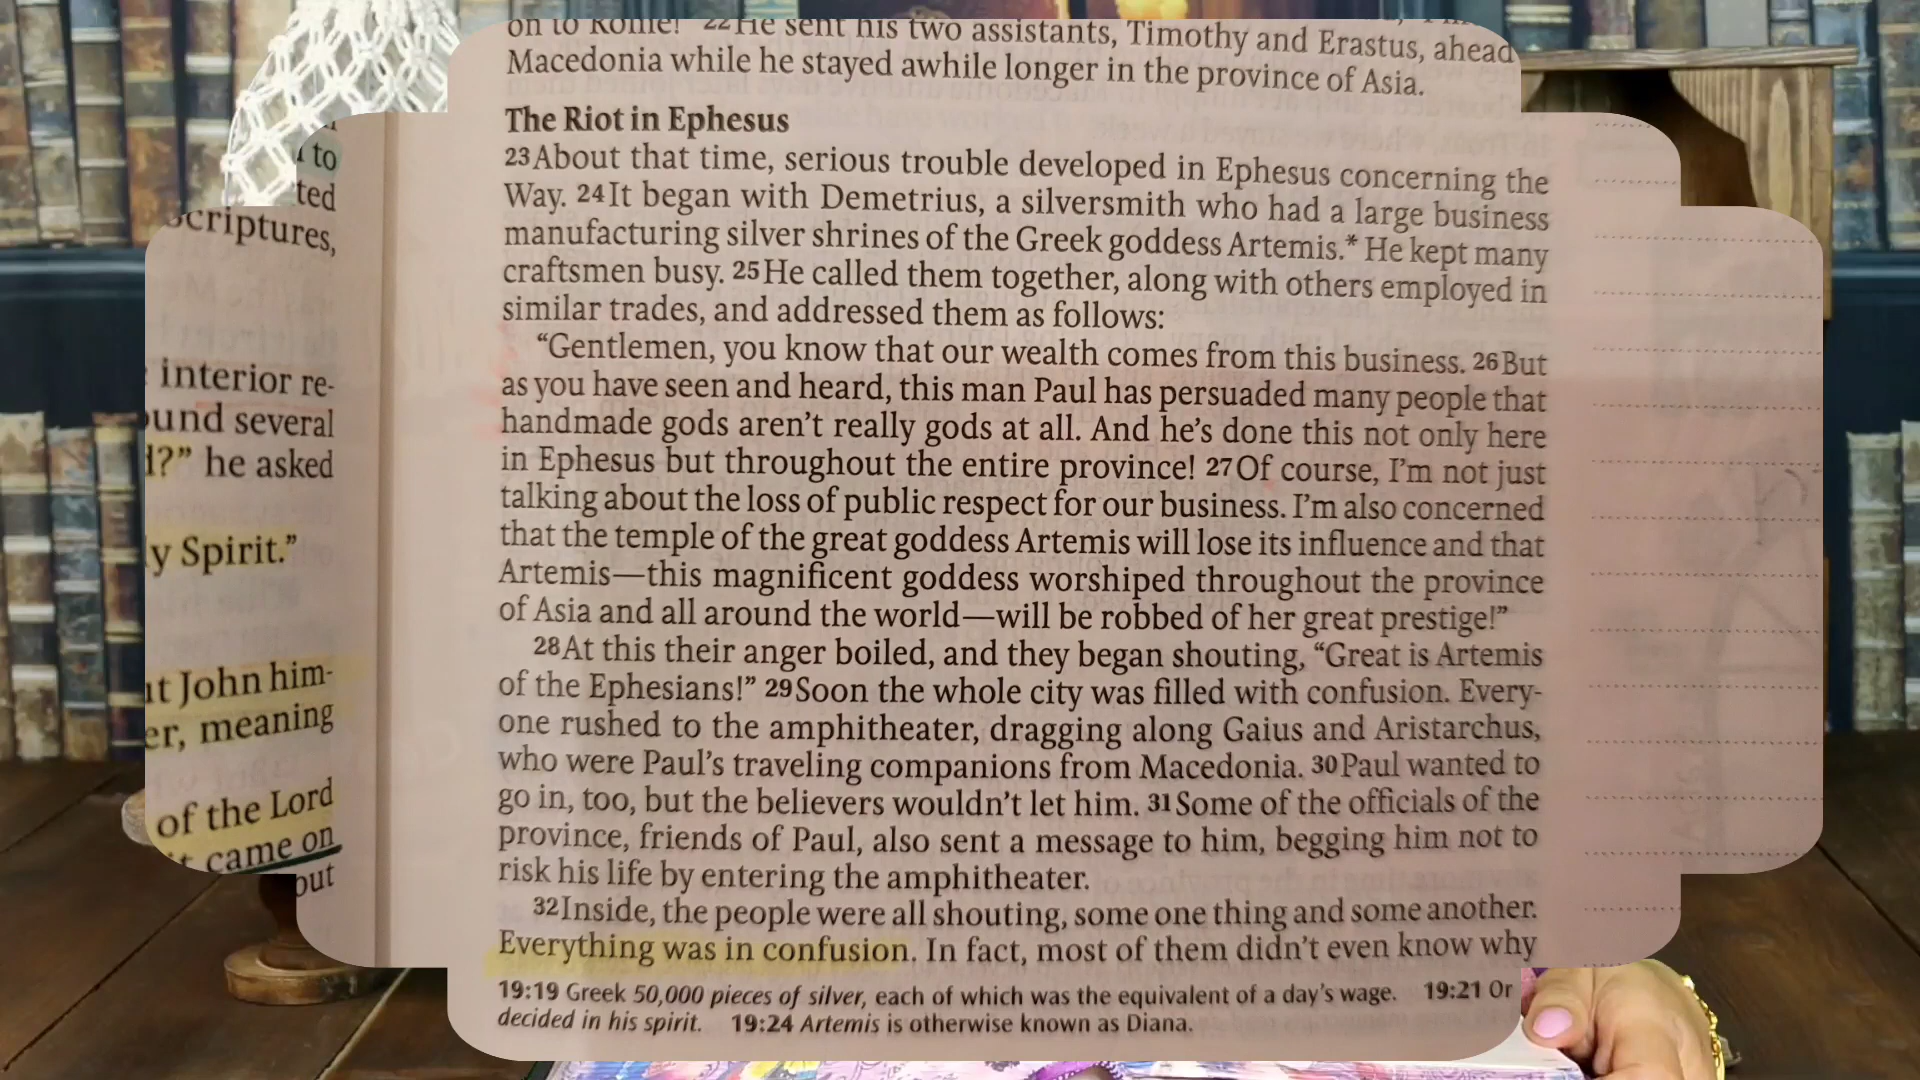 to
ted
Scriptures,
interior re-
ound several
d?” he asked
y Spirit.”
ut John him-
er, meaning
of the Lord
it came on
out
on to Rome!” 22He sent his two assistants, Timothy and Erastus, ahead
Macedonia while he stayed awhile longer in the province of Asia.
The Riot in Ephesus
23About that time, serious trouble developed in Ephesus concerning the
Way. 24It began with Demetrius, a silversmith who had a large business
manufacturing silver shrines of the Greek goddess Artemis.* He kept many
craftsmen busy. 25He called them together, along with others employed in
similar trades, and addressed them as follows:
“Gentlemen, you know that our wealth comes from this business. 26But
as you have seen and heard, this man Paul has persuaded many people that
handmade gods aren’t really gods at all. And he’s done this not only here
in Ephesus but throughout the entire province! 27Of course, I’m not just
talking about the loss of public respect for our business. I’m also concerned
that the temple of the great goddess Artemis will lose its influence and that
Artemis—this magnificent goddess worshiped throughout the province
of Asia and all around the world—will be robbed of her great prestige!”
28At this their anger boiled, and they began shouting, “Great is Artemis
of the Ephesians!” 29Soon the whole city was filled with confusion. Every-
one rushed to the amphitheater, dragging along Gaius and Aristarchus,
who were Paul’s traveling companions from Macedonia. 30Paul wanted to
go in, too, but the believers wouldn’t let him. 31Some of the officials of the
province, friends of Paul, also sent a message to him, begging him not to
risk his life by entering the amphitheater.
32Inside, the people were all shouting, some one thing and some another.
Everything was in confusion. In fact, most of them didn’t even know why
19:19 Greek 50,000 pieces of silver, each of which was the equivalent of a day’s wage. 19:21 Or
decided in his spirit. 19:24 Artemis is otherwise known as Diana.